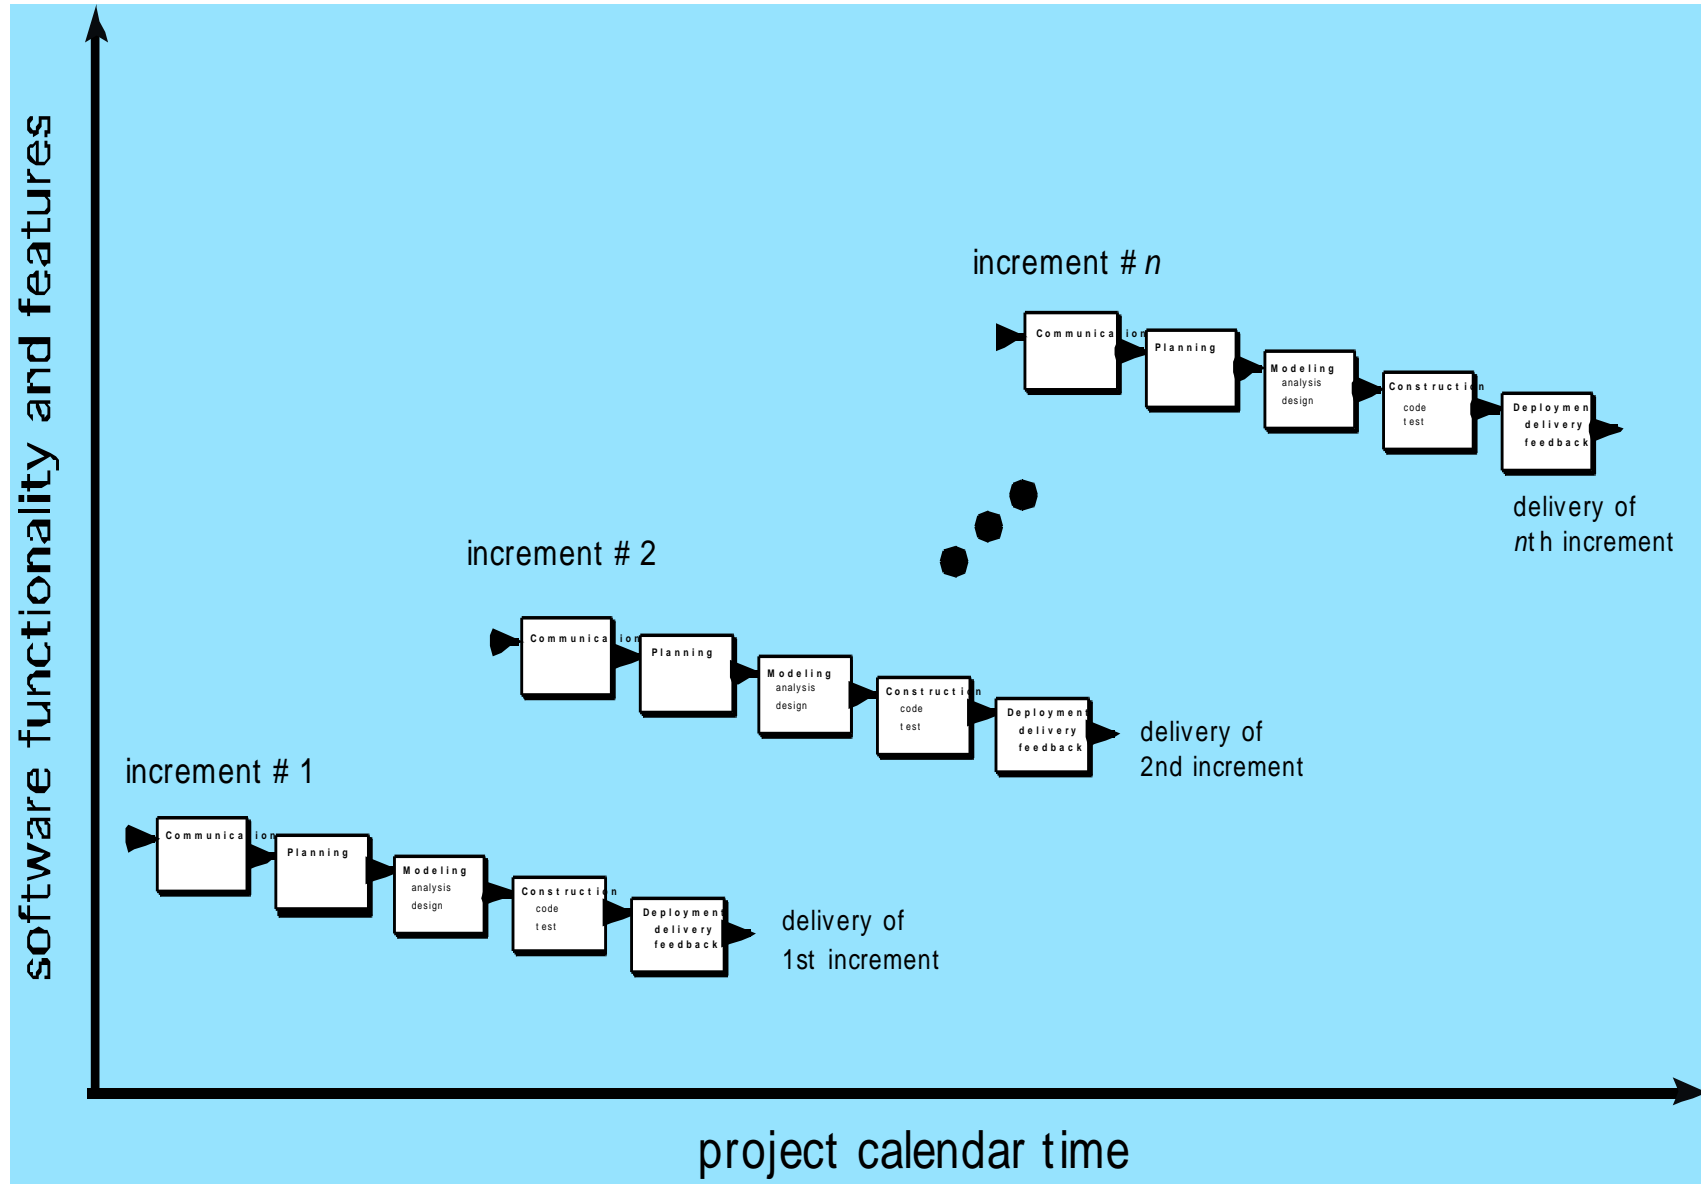 software functionality and features
increment # n
Communication
Planning
Modeling
analysis
design
Construction
code
test
Deployment
delivery
feedback
delivery of
nth increment
increment # 2
Communication
Planning
Modeling
analysis
design
Construction
code
test
Deployment
delivery
feedback
delivery of
2nd increment
increment # 1
Communication
Planning
Modeling
analysis
design
Construction
code
test
Deployment
delivery
feedback
delivery of
1st increment
project calendar time